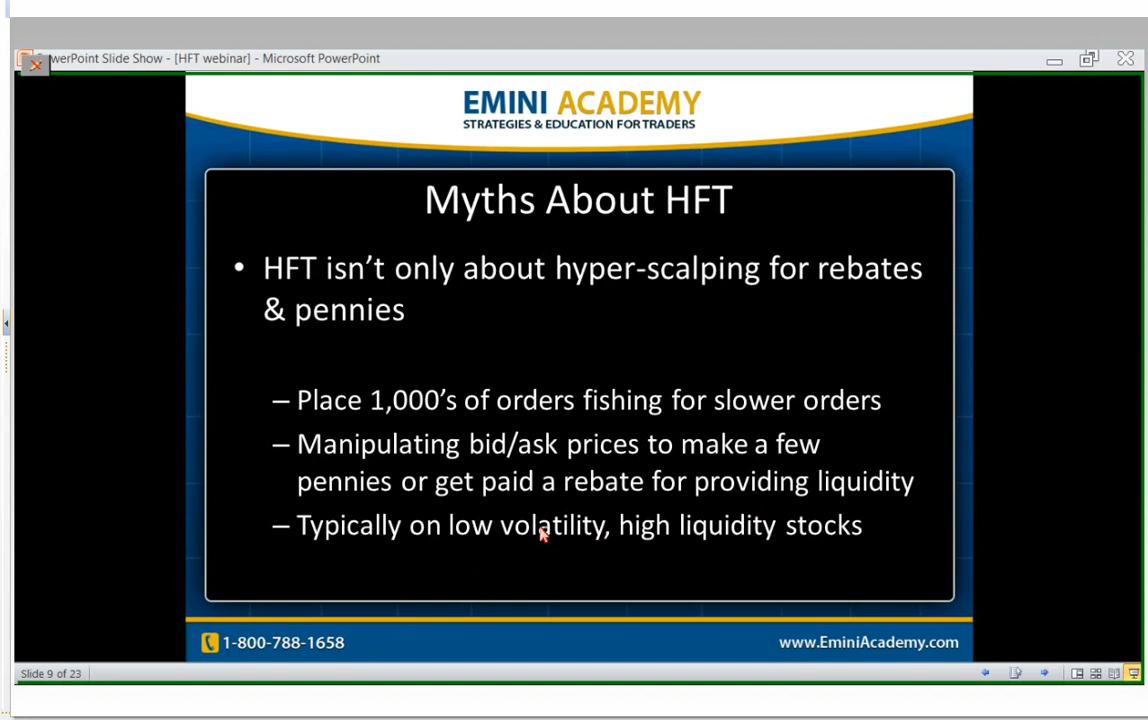 werPoint Slide Show - [HFT webinar] - Microsoft PowerPoint
EMINI ACADEMY
STRATEGIES & EDUCATION FOR TRADERS
Myths About HFT
• HFT isn't only about hyper-scalping for rebates
& pennies
– Place 1,000's of orders fishing for slower orders
– Manipulating bid/ask prices to make a few
pennies or get paid a rebate for providing liquidity
– Typically on low volatility, high liquidity stocks
1-800-788-1658
www.EminiAcademy.com
Slide 9 of 23